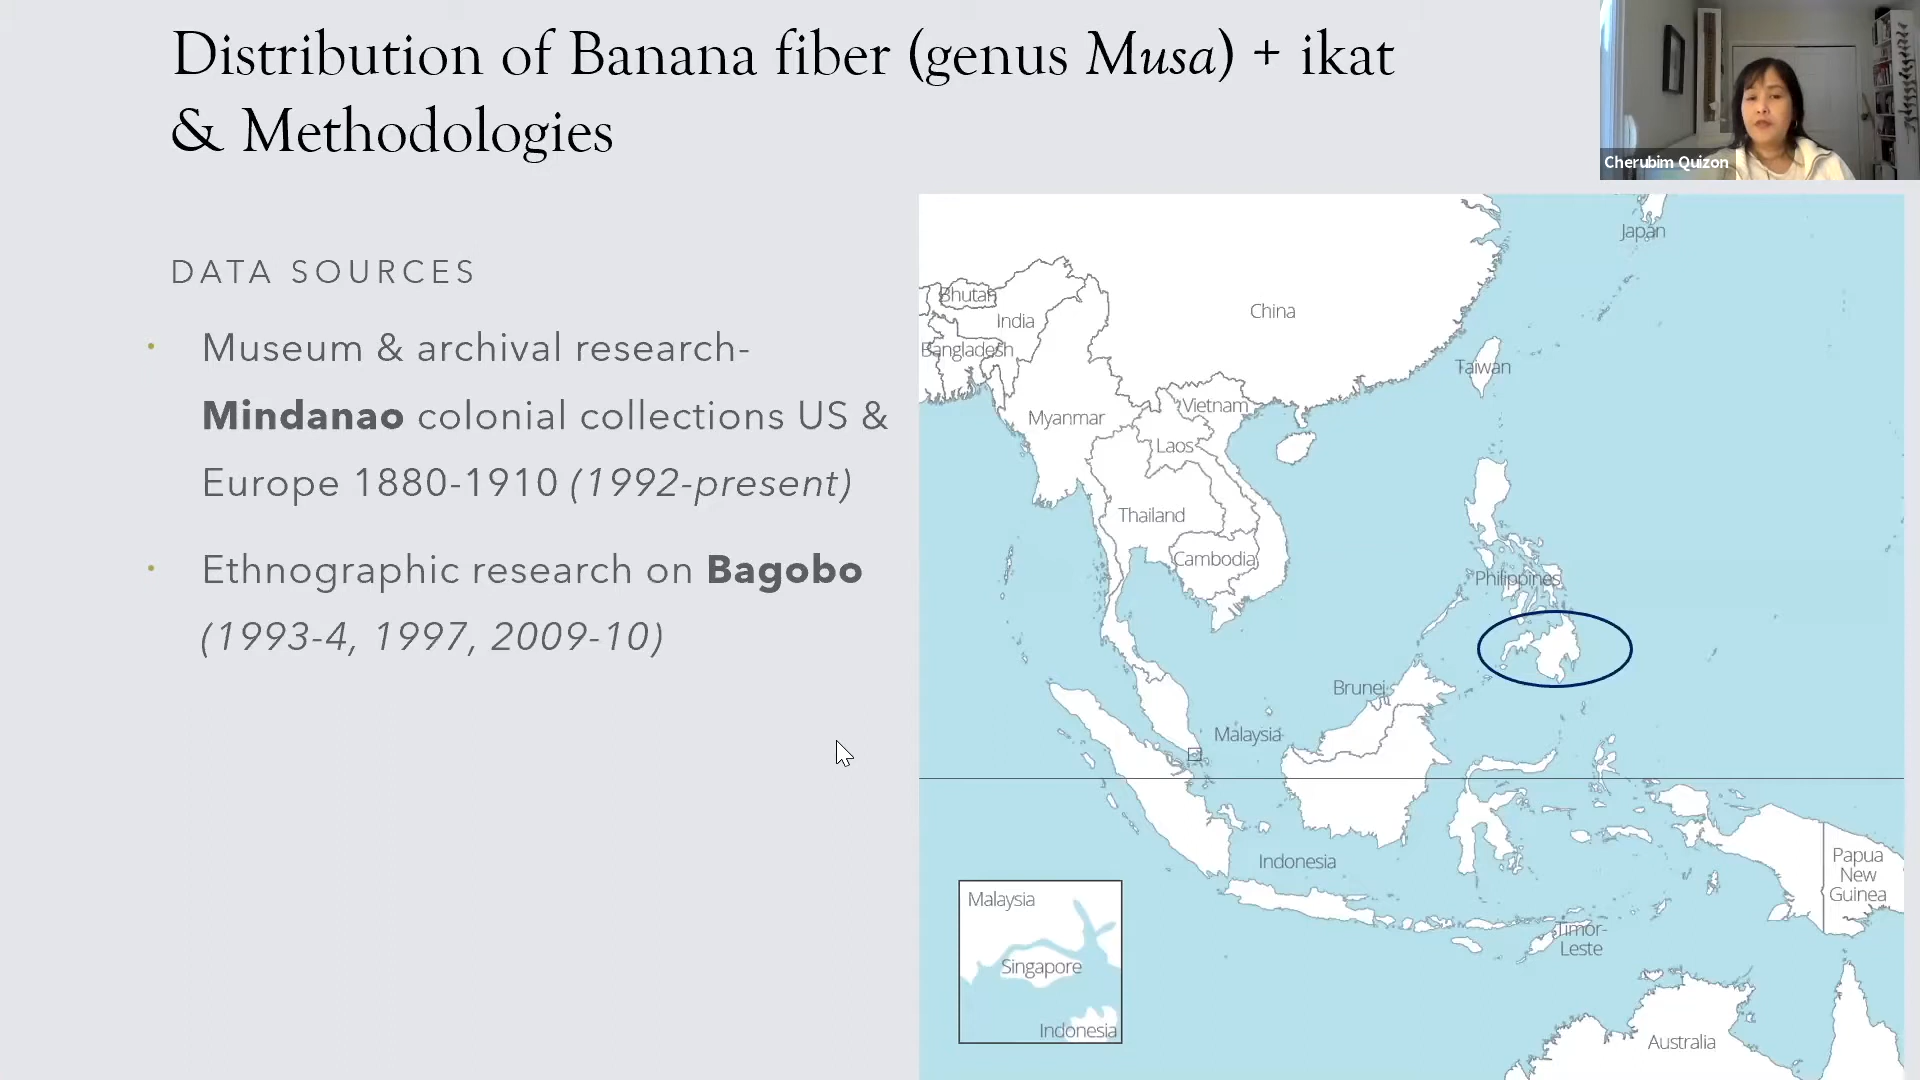 Distribution of Banana fiber (genus Musa) + ikat
& Methodologies
Cherubim Quizon
DATA SOURCES
Museum & archival research-
Mindanao colonial collections US &
Europe 1880-1910 (1992-present)
Ethnographic research on Bagobo
(1993-4, 1997, 2009-10)
Japan
Bhutan
India
China
Bangladesh
Taiwan
Myanmar
Vietnam
Laos
Thailand
Cambodia
Philippines
Brunei
Malaysia
Indonesia
Papua
New
Guinea
Timor-
Leste
Malaysia
Singapore
Indonesia
Australia